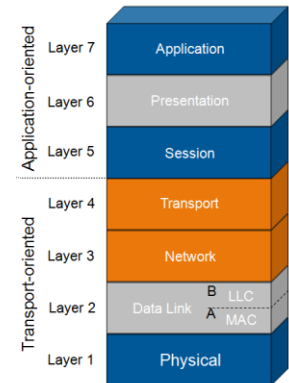 Application-oriented
Transport-oriented
Layer 7 Application
Layer 6 Presentation
Layer 5 Session
Layer 4 Transport
Layer 3 Network
Layer 2 Data Link B LLC
A MAC
Layer 1 Physical